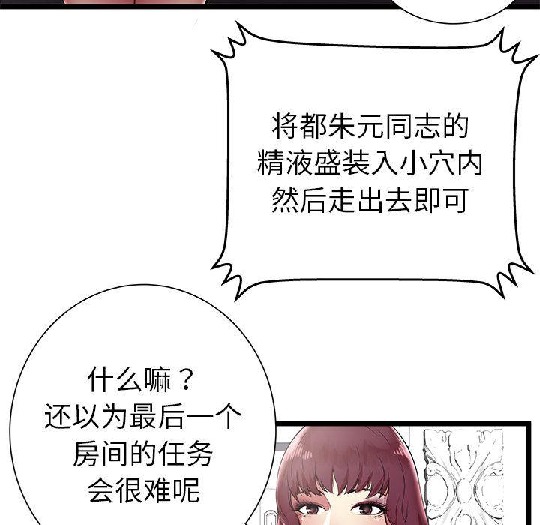 将都朱元同志的
精液盛装入小穴内
然后走出去即可
什么嘛？
还以为最后一个
房间的任务
会很难呢